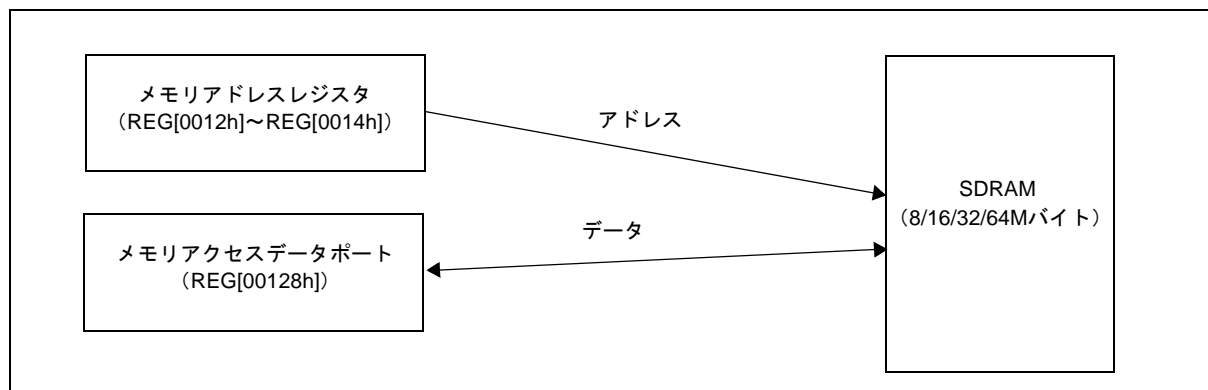 メモリアドレスレジスタ
（REG[0012h]～REG[0014h]）
アドレス
SDRAM
（8/16/32/64Mバイト）
データ
メモリアクセスデータポート
（REG[00128h]）